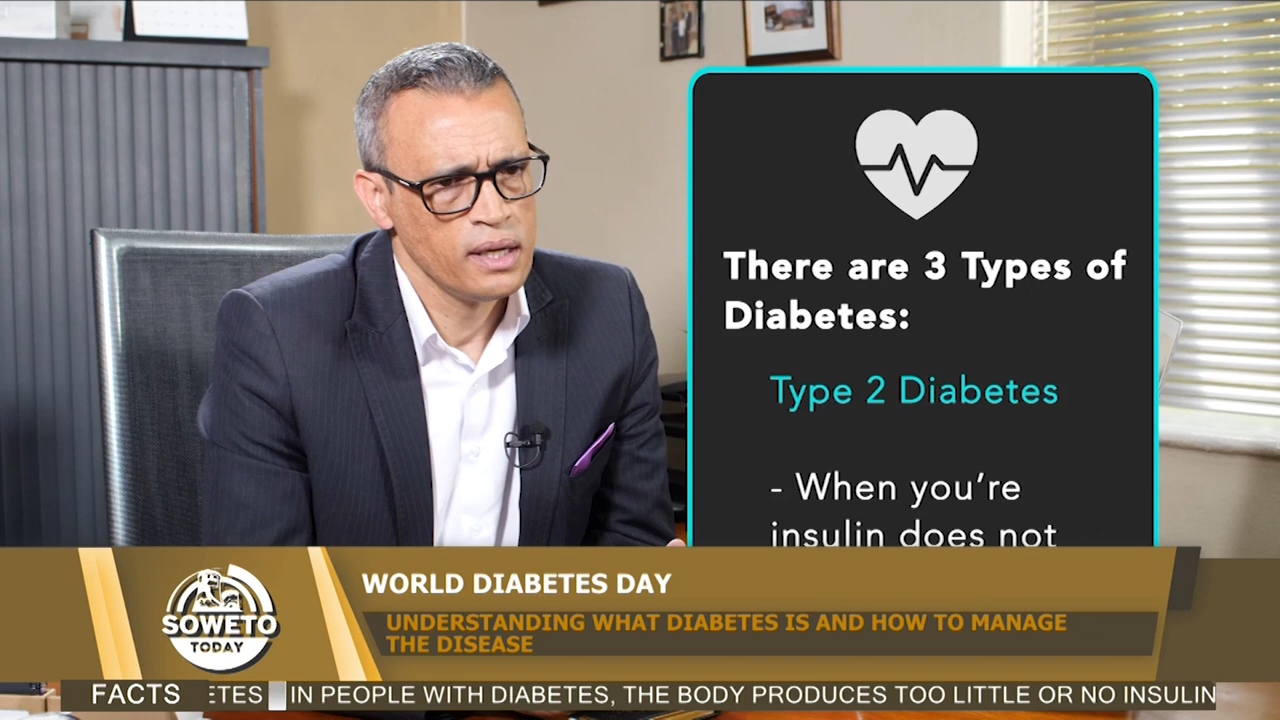 There are 3 Types of
Diabetes:
Type 2 Diabetes
- When you’re
insulin does not
WORLD DIABETES DAY
UNDERSTANDING WHAT DIABETES IS AND HOW TO MANAGE
THE DISEASE
SOWETO
TODAY
FACTS ETES IN PEOPLE WITH DIABETES, THE BODY PRODUCES TOO LITTLE OR NO INSULIN